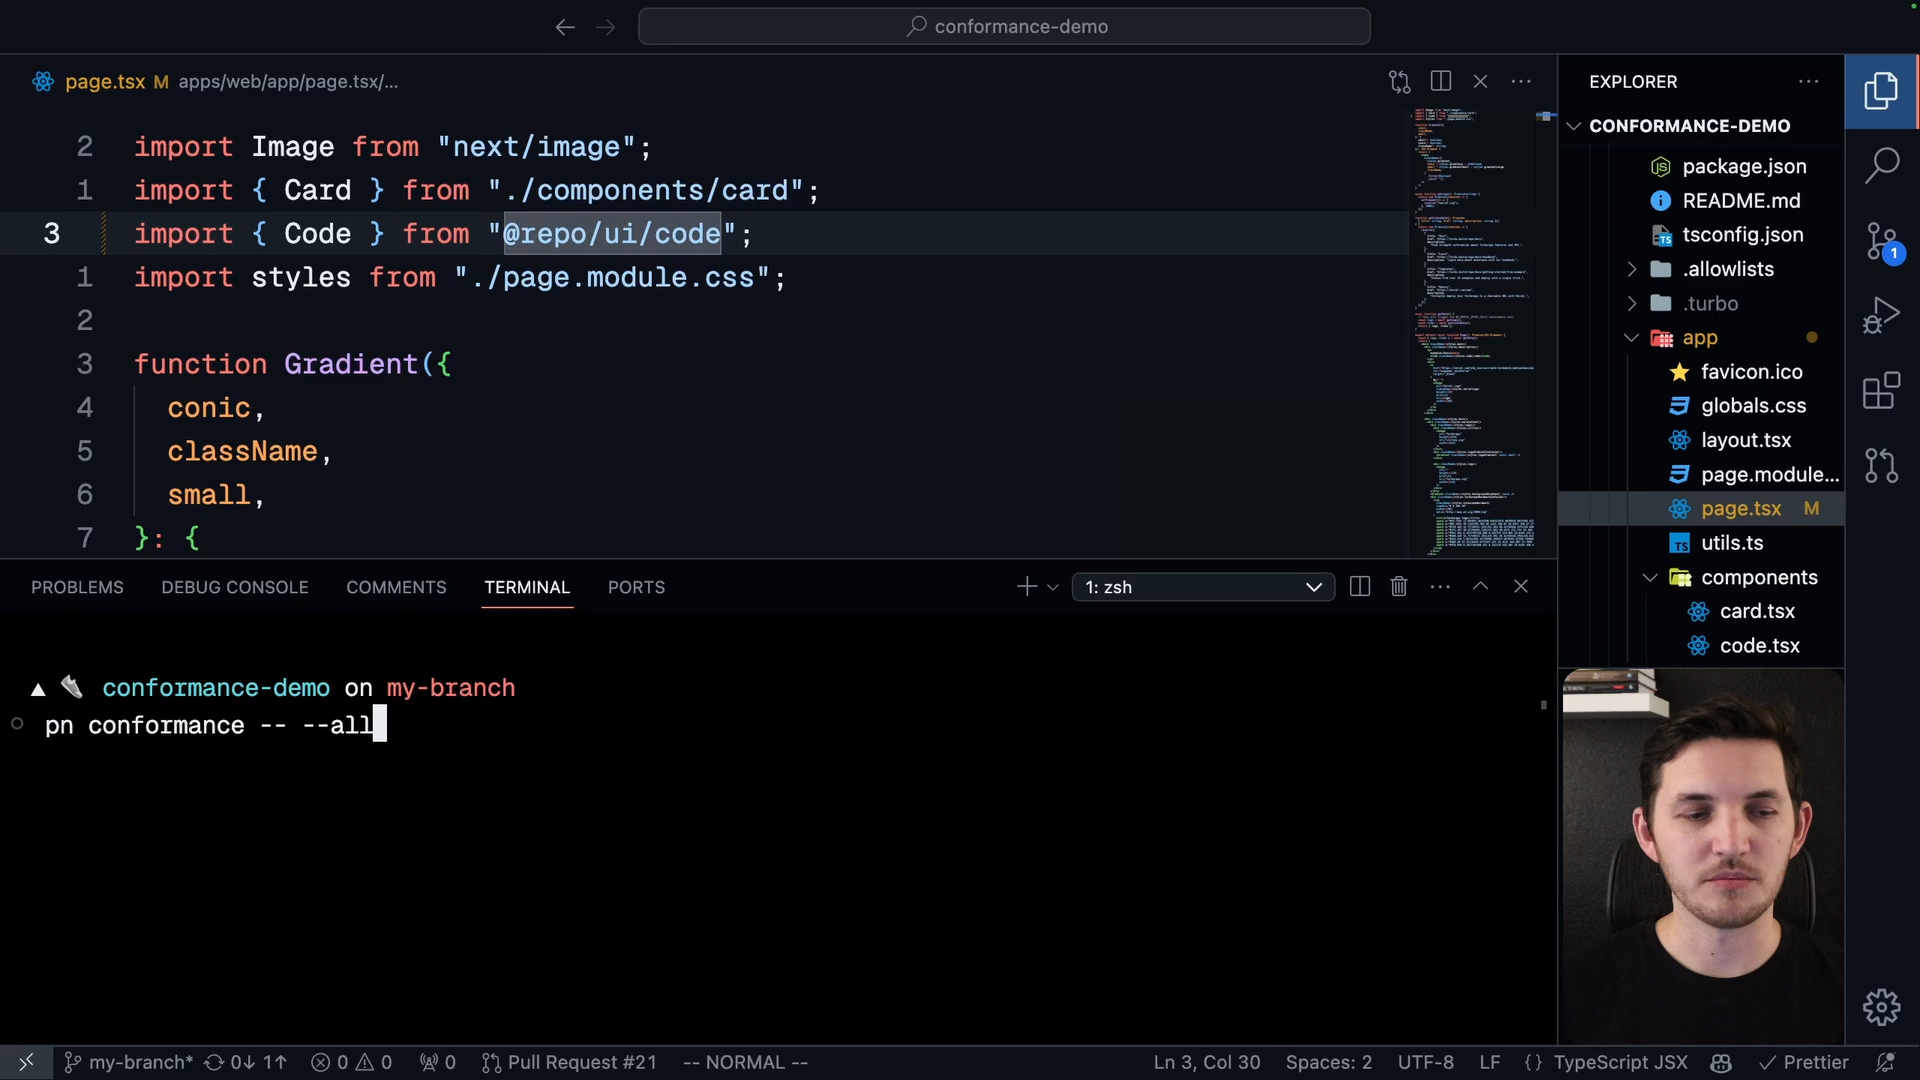 conformance-demo
page.tsx M apps/web/app/page.tsx/...
2 import Image from "next/image";
1 import { Card } from "./components/card";
3 import { Code } from "@repo/ui/code";
1 import styles from "./page.module.css";
2
3 function Gradient({
4 conic,
5 className,
6 small,
7 }: {
EXPLORER
CONFORMANCE-DEMO
package.json
README.md
tsconfig.json
.allowlists
.turbo
app
favicon.ico
globals.css
layout.tsx
page.module...
page.tsx M
utils.ts
components
card.tsx
code.tsx
1
PROBLEMS DEBUG CONSOLE COMMENTS TERMINAL PORTS 1: zsh
conformance-demo on my-branch
pn conformance -- --all
my-branch* 0↓ 1↑ 0 0 0 Pull Request #21 -- NORMAL -- Ln 3, Col 30 Spaces: 2 UTF-8 LF {} TypeScript JSX Prettier